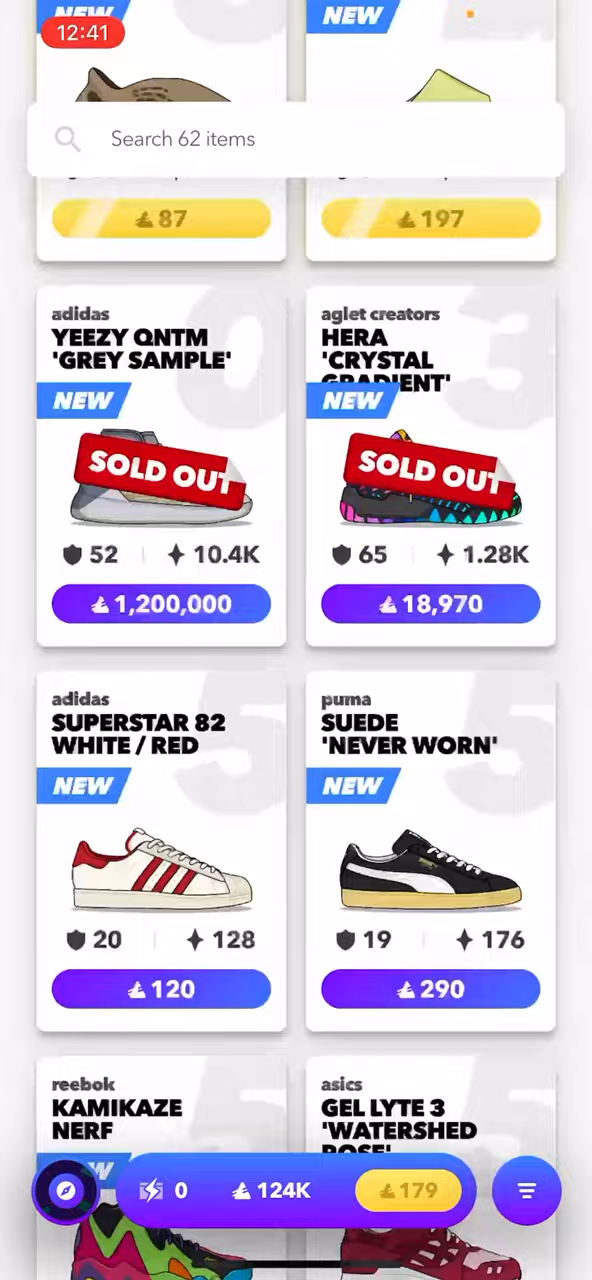 NEW
NEW
12:41
Search 62 items
87
197
adidas
aglet creators
YEEZY QNTM
'GREY SAMPLE'
HERA
'CRYSTAL
GRADIENT'
NEW
NEW
SOLD OUT
SOLD OUT
52
10.4K
65
1.28K
1,200,000
18,970
adidas
puma
SUPERSTAR 82
WHITE / RED
SUEDE
'NEVER WORN'
NEW
NEW
20
128
19
176
120
290
reebok
asics
KAMIKAZE
NERF
GEL LYTE 3
'WATERSHED
ROSE'
0
124K
179